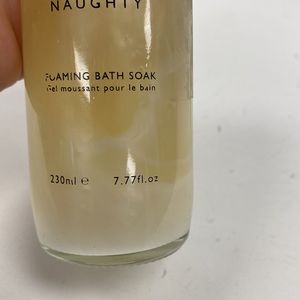 NAUGHTY
FOAMING BATH SOAK
Gel moussant pour le bain
230ml e 7.77fl.oz